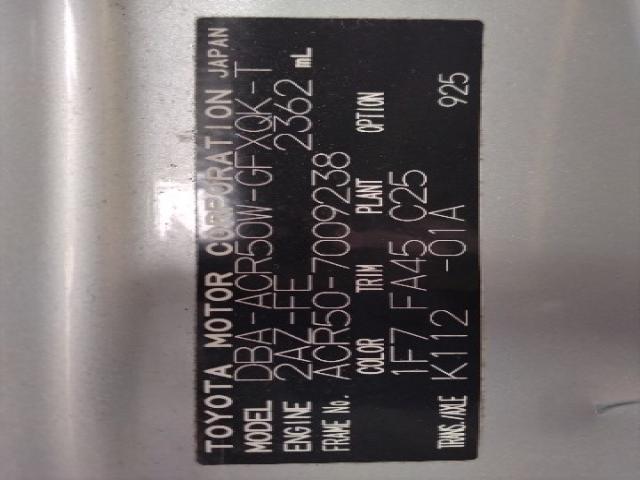 TOYOTA MOTOR CORPORATION JAPAN
MODEL DBA-ACR50W-GFXQK-T
ENGINE 2AZ-FE 2362 mL
FRAME No. ACR50-7009238
COLOR TRIM PLANT OPTION
1F7 FA45 C25
TRANS./AXLE K112 -01A 925